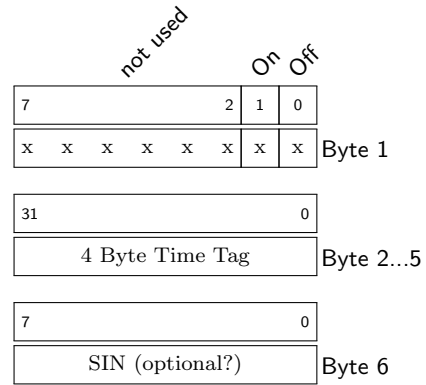 not used On Off
7 2 1 0
x x x x x x x x Byte 1
31 0
4 Byte Time Tag Byte 2...5
7 0
SIN (optional?) Byte 6